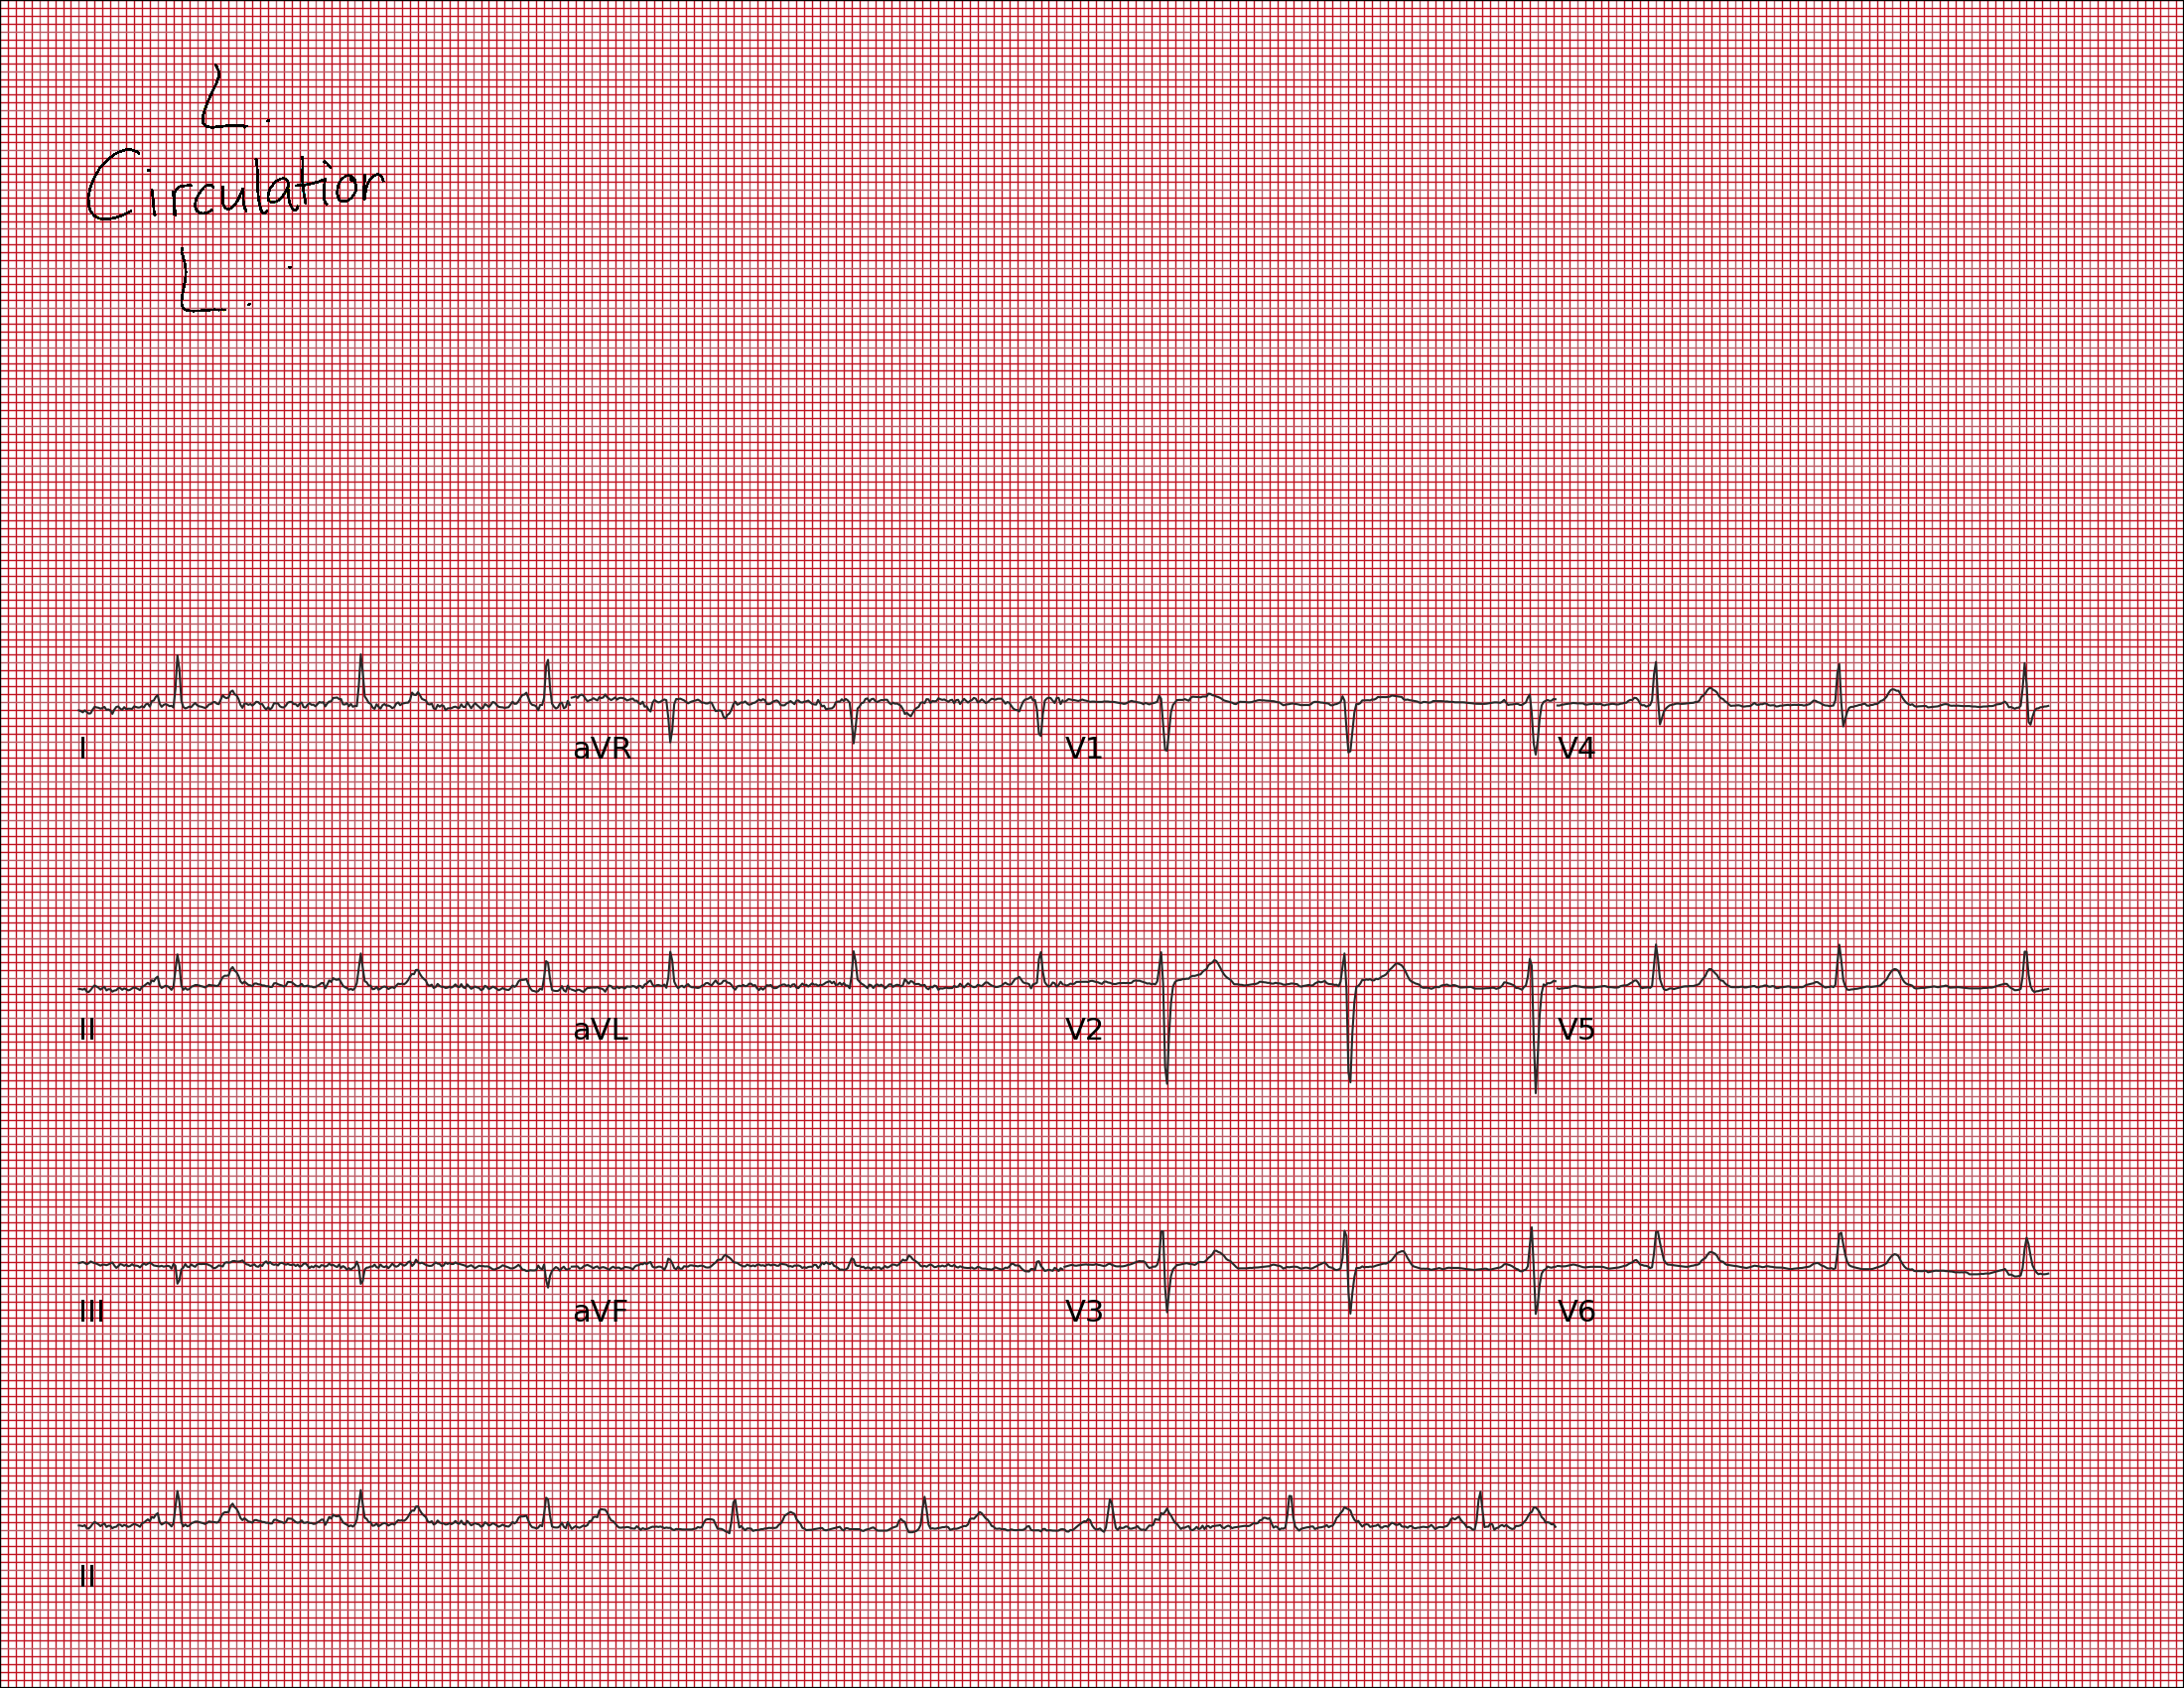 L.
Circulation
L.
I aVR V1 V4
II aVL V2 V5
III aVF V3 V6
II